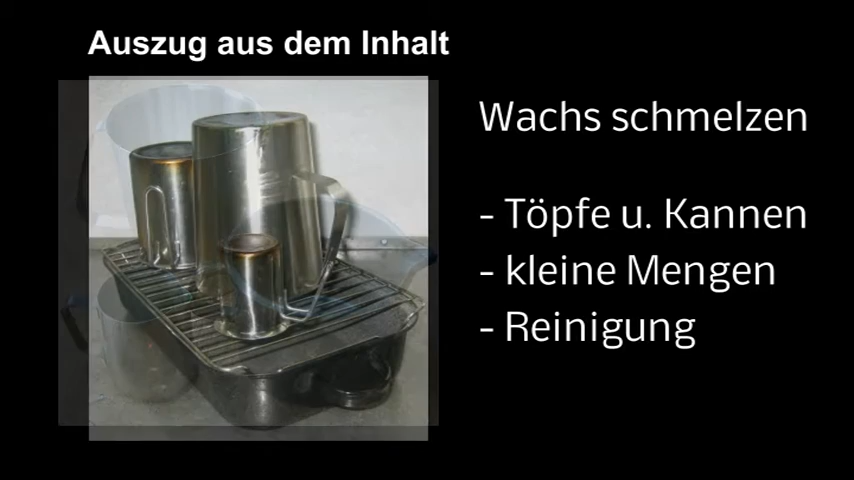 Auszug aus dem Inhalt
Wachs schmelzen
- Töpfe u. Kannen
- kleine Mengen
- Reinigung